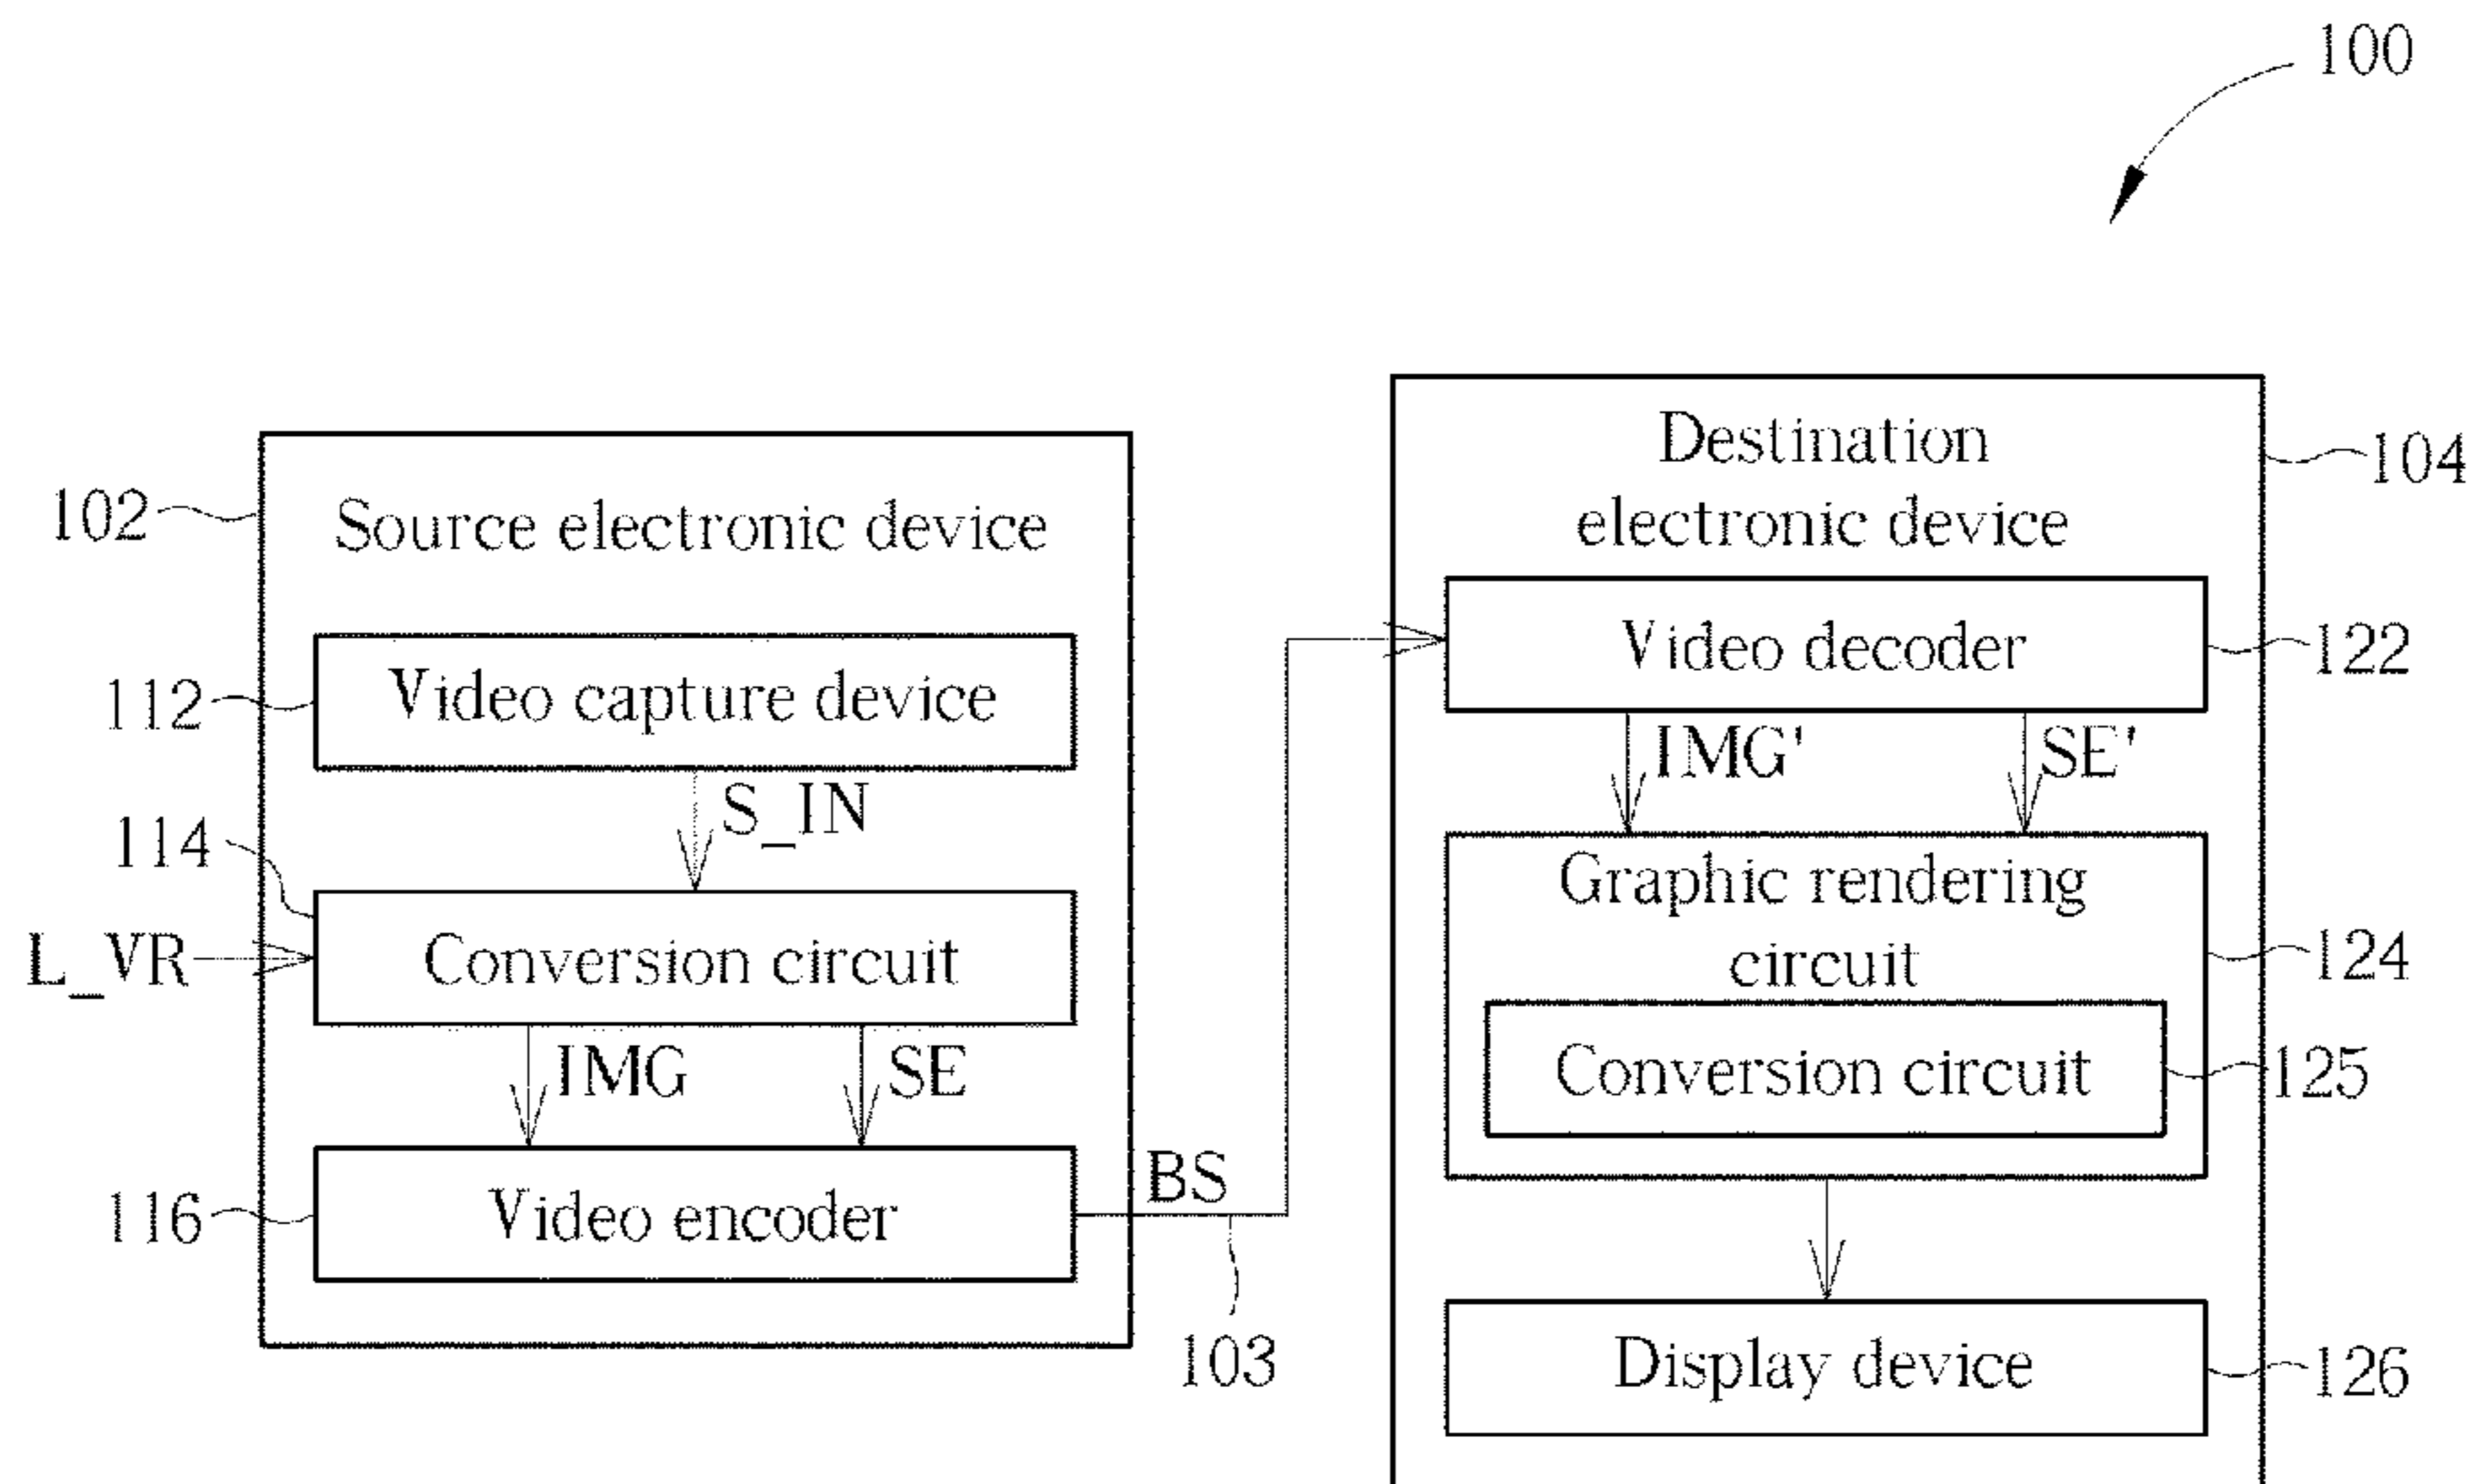 100
102
Source electronic device
112
Video capture device
S_IN
114
L_VR
Conversion circuit
IMG
SE
116
Video encoder
BS
103
Destination
electronic device
104
Video decoder
122
IMG'
SE'
Graphic rendering
circuit
124
Conversion circuit
125
Display device
126